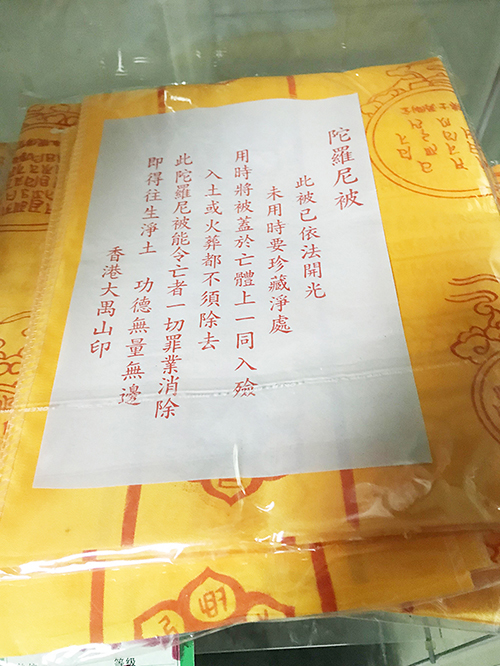 陀羅尼被
此被已依法開光
未用時要珍藏淨處
用時將被蓋於亡體上一同入殮
入土或火葬都不須除去
此陀羅尼被能令亡者一切罪業消除
即得往生淨土 功德無量無邊
香港大禺山印
等級